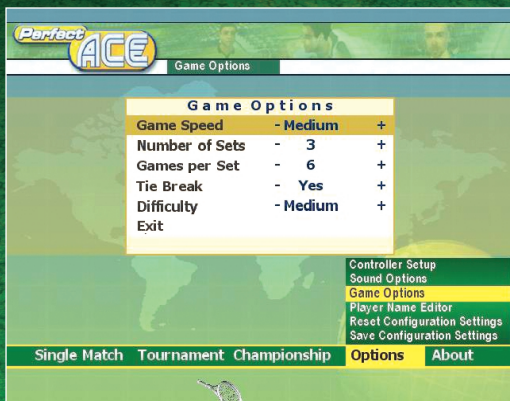 Perfect
ACE
Game Options
Game Options
Game Speed - Medium +
Number of Sets - 3 +
Games per Set - 6 +
Tie Break - Yes +
Difficulty - Medium +
Exit
Controller Setup
Sound Options
Game Options
Player Name Editor
Reset Configuration Settings
Save Configuration Settings
Single Match Tournament Championship Options About